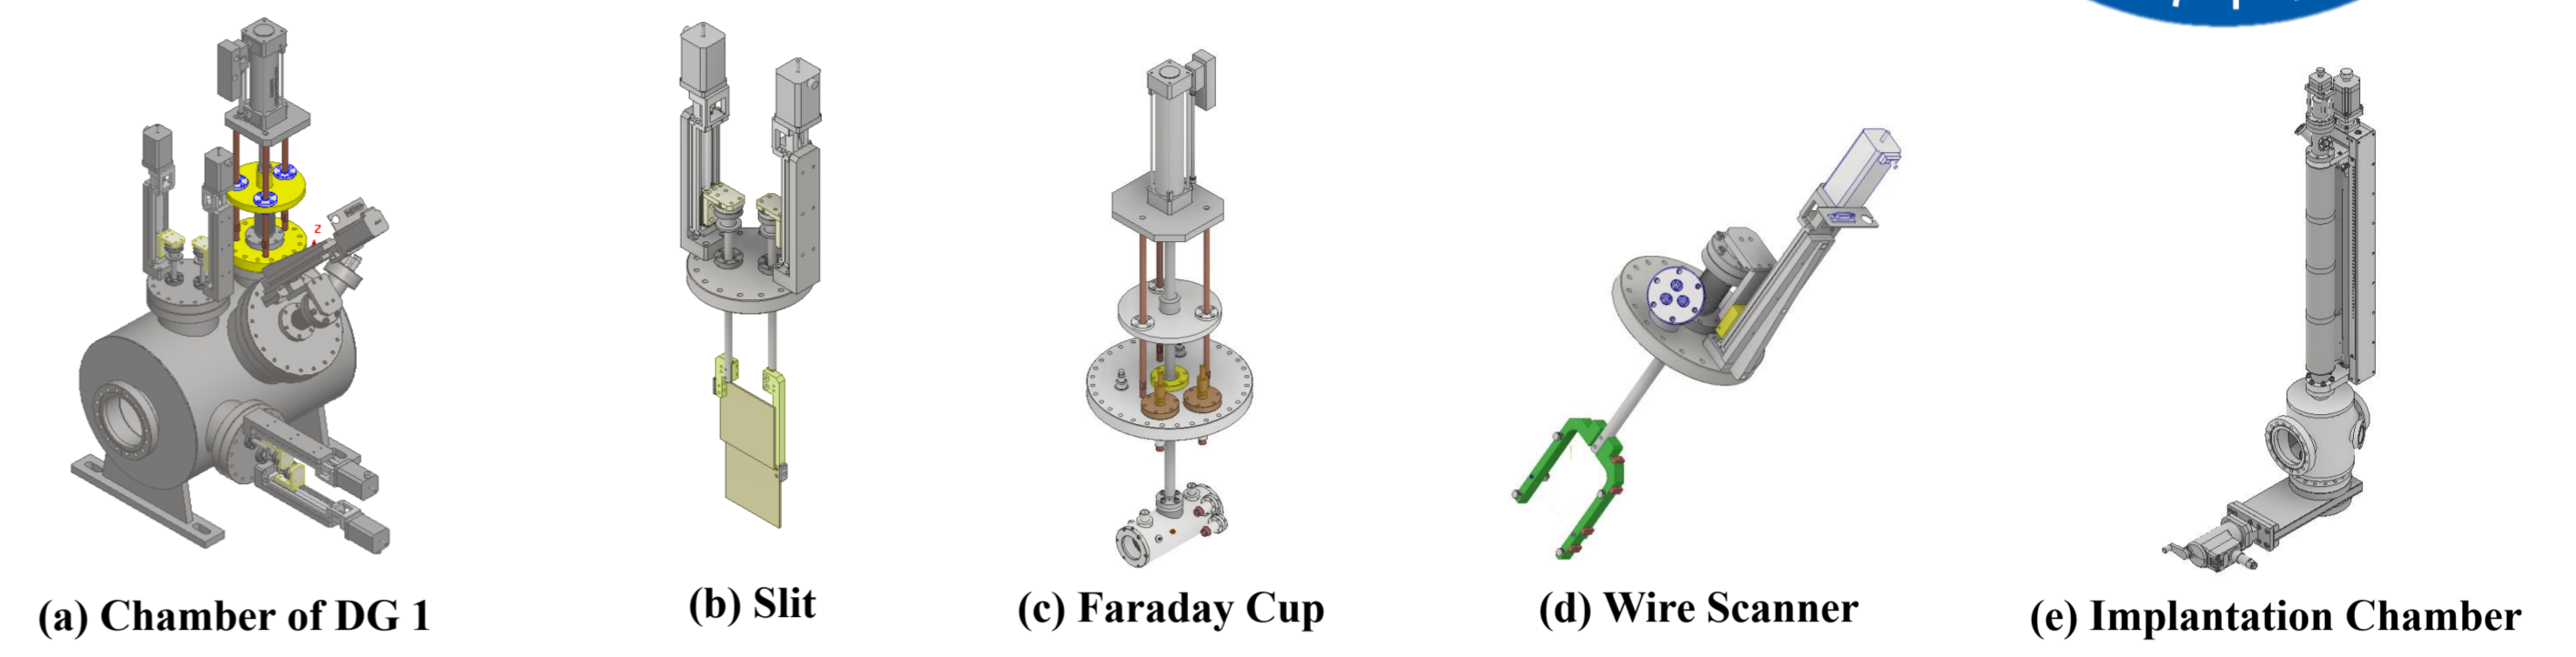 z
(a) Chamber of DG 1
(b) Slit
(c) Faraday Cup
(d) Wire Scanner
(e) Implantation Chamber